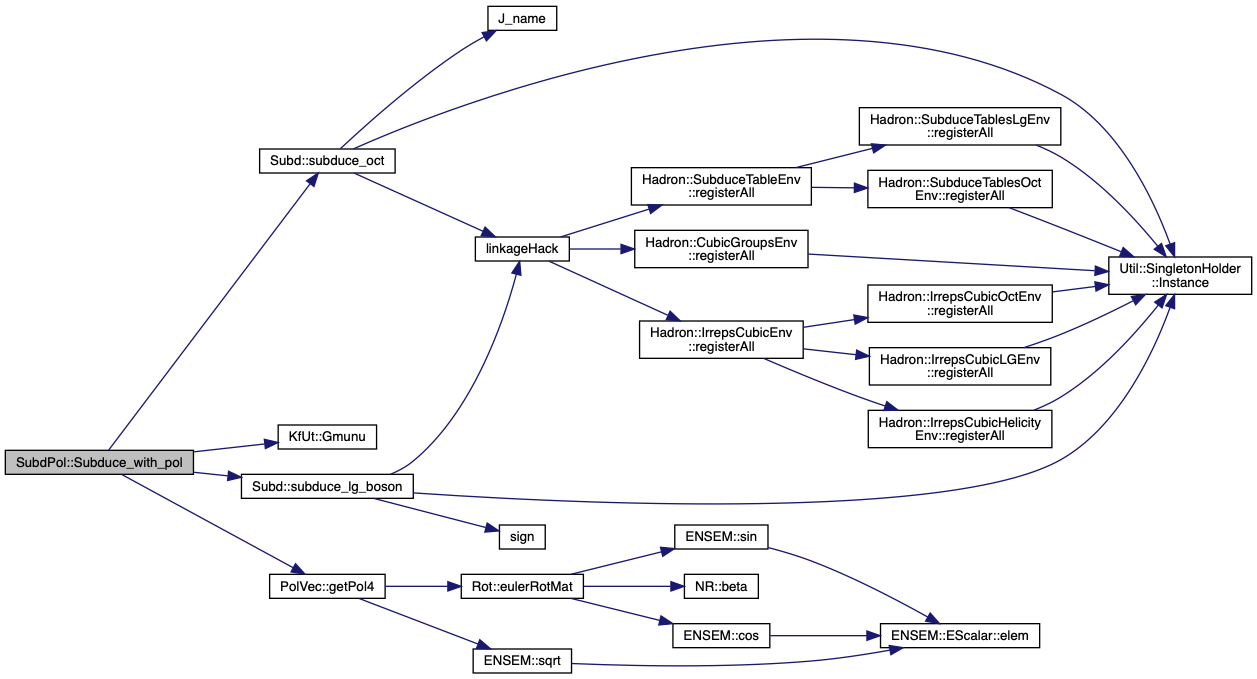 J_name
Subd::subduce_oct
Hadron::SubduceTablesLgEnv
::registerAll
Hadron::SubduceTableEnv
::registerAll
Hadron::SubduceTablesOct
Env::registerAll
linkageHack
Hadron::CubicGroupsEnv
::registerAll
Util::SingletonHolder
::Instance
Hadron::IrrepsCubicOctEnv
::registerAll
Hadron::IrrepsCubicEnv
::registerAll
Hadron::IrrepsCubicLGEnv
::registerAll
Hadron::IrrepsCubicHelicity
Env::registerAll
KfUt::Gmunu
SubdPol::Subduce_with_pol
Subd::subduce_lg_boson
sign
ENSEM::sin
PolVec::getPol4
Rot::eulerRotMat
NR::beta
ENSEM::cos
ENSEM::EScalar::elem
ENSEM::sqrt